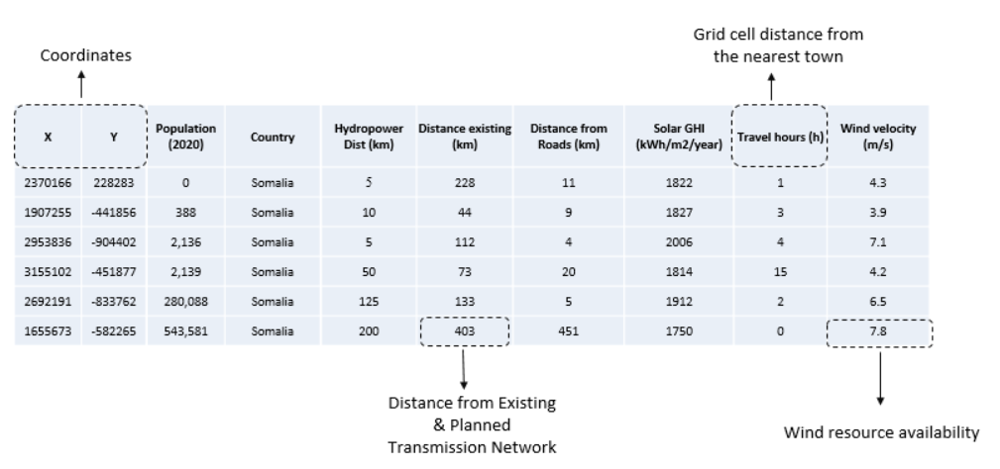 Grid cell distance from
the nearest town
Coordinates
X Y Population (2020) Country Hydropower Dist (km) Distance existing (km) Distance from Roads (km) Solar GHI (kWh/m2/year) Travel hours (h) Wind velocity (m/s)
2370166 228283 0 Somalia 5 228 11 1822 1 4.3
1907255 -441856 388 Somalia 10 44 9 1827 3 3.9
2953836 -904402 2,136 Somalia 5 112 4 2006 4 7.1
3155102 -451877 2,139 Somalia 50 73 20 1814 15 4.2
2692191 -833762 280,088 Somalia 125 133 5 1912 2 6.5
1655673 -582265 543,581 Somalia 200 403 451 1750 0 7.8
Distance from Existing
& Planned
Transmission Network
Wind resource availability